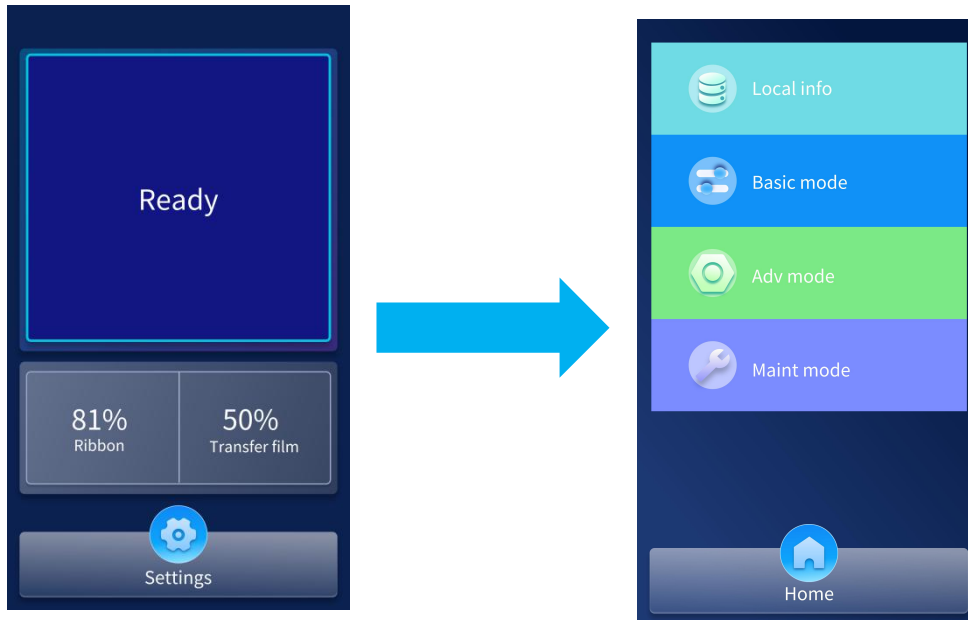 Ready
81%
Ribbon
50%
Transfer film
Settings
Local info
Basic mode
Adv mode
Maint mode
Home